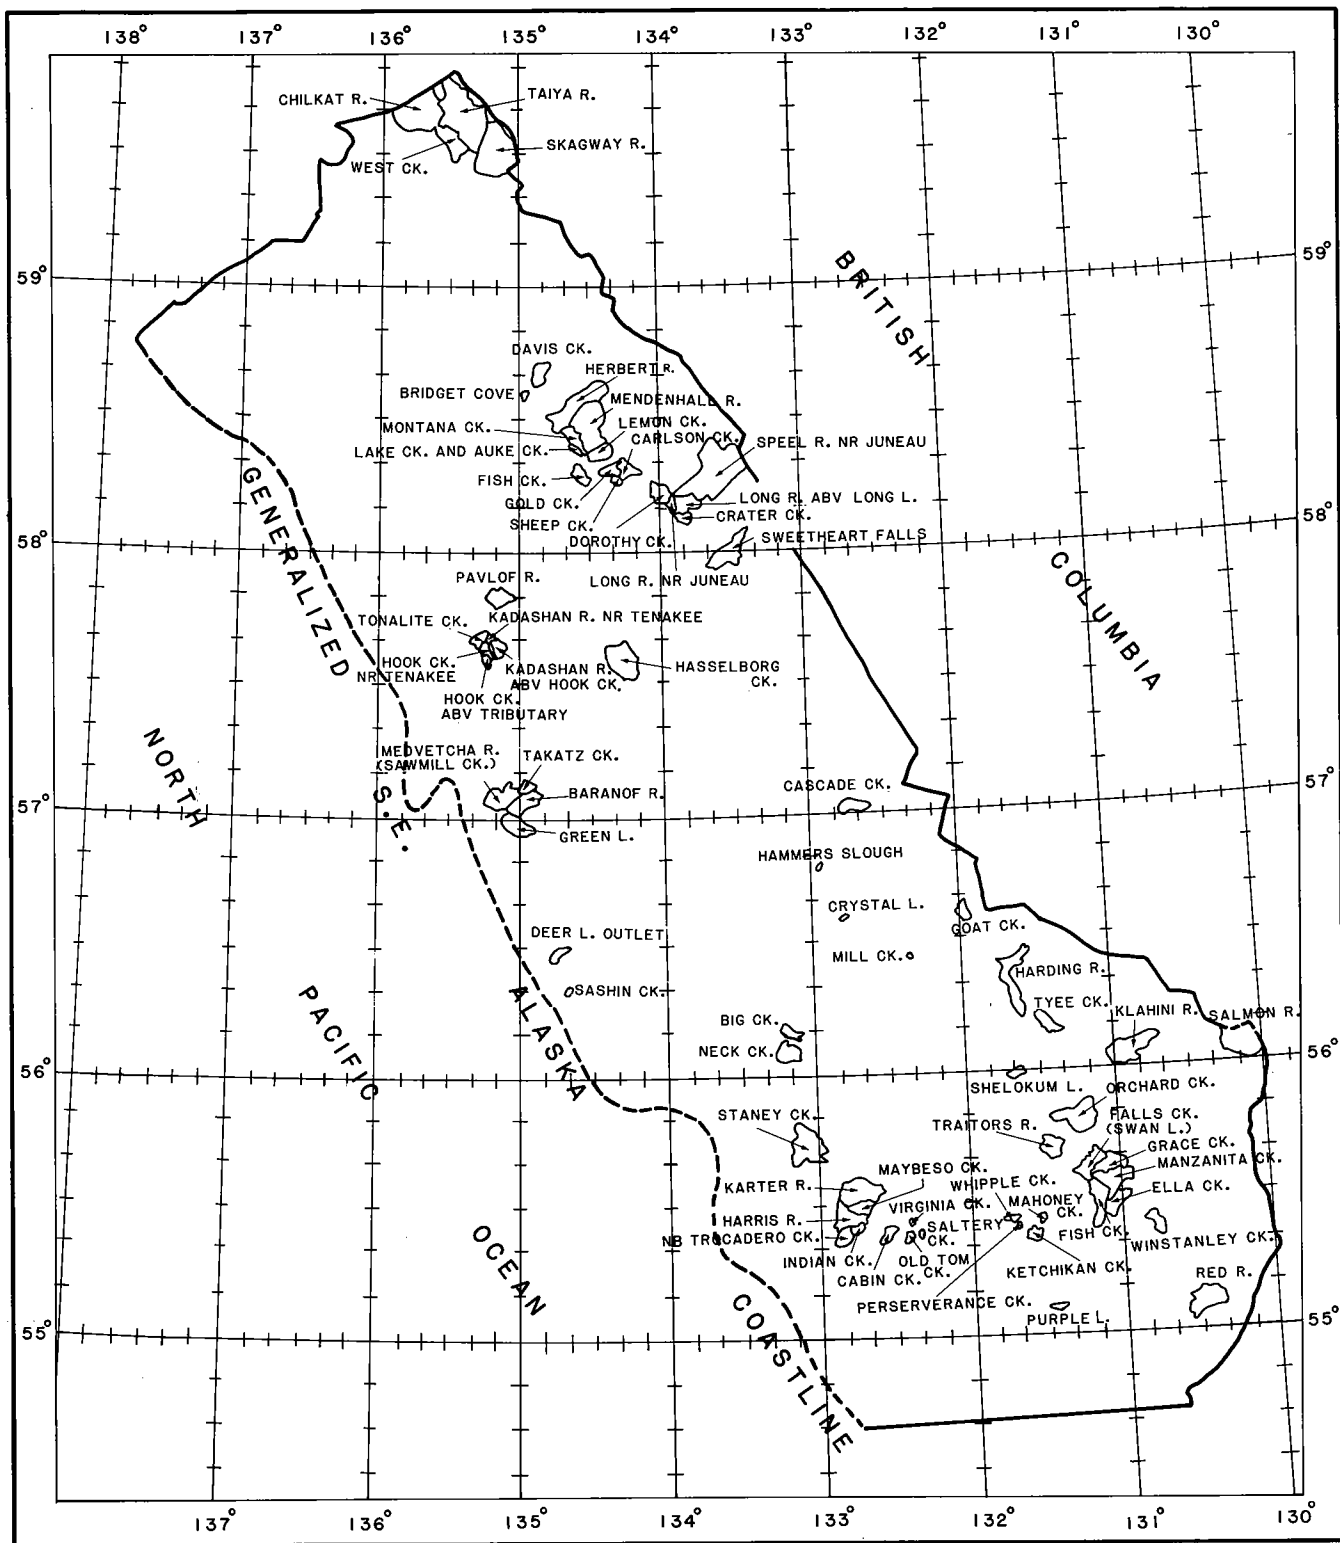 138° 137° 136° 135° 134° 133° 132° 131° 130°
CHILKAT R.
TAIYA R.
SKAGWAY R.
WEST CK.
59° 59°
BRITISH
DAVIS CK.
HERBERT R.
BRIDGET COVE
MENDENHALL R.
MONTANA CK.
LEMON CK.
CARLSON CK.
LAKE CK. AND AUKE CK.
SPEEL R. NR JUNEAU
FISH CK.
GOLD CK.
LONG R. ABV LONG L.
SHEEP CK.
CRATER CK.
DOROTHY CK.
SWEETHEART FALLS
58° 58°
LONG R. NR JUNEAU
COLUMBIA
GENERALIZED
PAVLOF R.
TONALITE CK.
KADASHAN R. NR TENAKEE
HOOK CK.
NR TENAKEE
KADASHAN R.
ABV HOOK CK.
HASSELBORG
CK.
HOOK CK.
ABV TRIBUTARY
NORTH
MEDVETCHA R.
(SAWMILL CK.)
TAKATZ CK.
BARANOF R.
GREEN L.
S.E.
57° 57°
CASCADE CK.
HAMMERS SLOUGH
CRYSTAL L.
GOAT CK.
MILL CK.
DEER L. OUTLET
SASHIN CK.
HARDING R.
TYEE CK.
KLAHINI R.
SALMON R.
PACIFIC
ALASKA
BIG CK.
NECK CK.
56° 56°
SHELOKUM L.
ORCHARD CK.
STANEY CK.
TRAITORS R.
FALLS CK.
(SWAN L.)
GRACE CK.
MANZANITA CK.
ELLA CK.
KARTER R.
MAYBESO CK.
WHIPPLE CK.
VIRGINIA CK.
MAHONEY
CK.
HARRIS R.
SALTERY
CK.
NB TROCADERO CK.
FISH CK.
WINSTANLEY CK.
INDIAN CK.
OLD TOM
CK.
CABIN CK.
KETCHIKAN CK.
RED R.
PERSERVERANCE CK.
PURPLE L.
OCEAN
COASTLINE
55° 55°
137° 136° 135° 134° 133° 132° 131° 130°